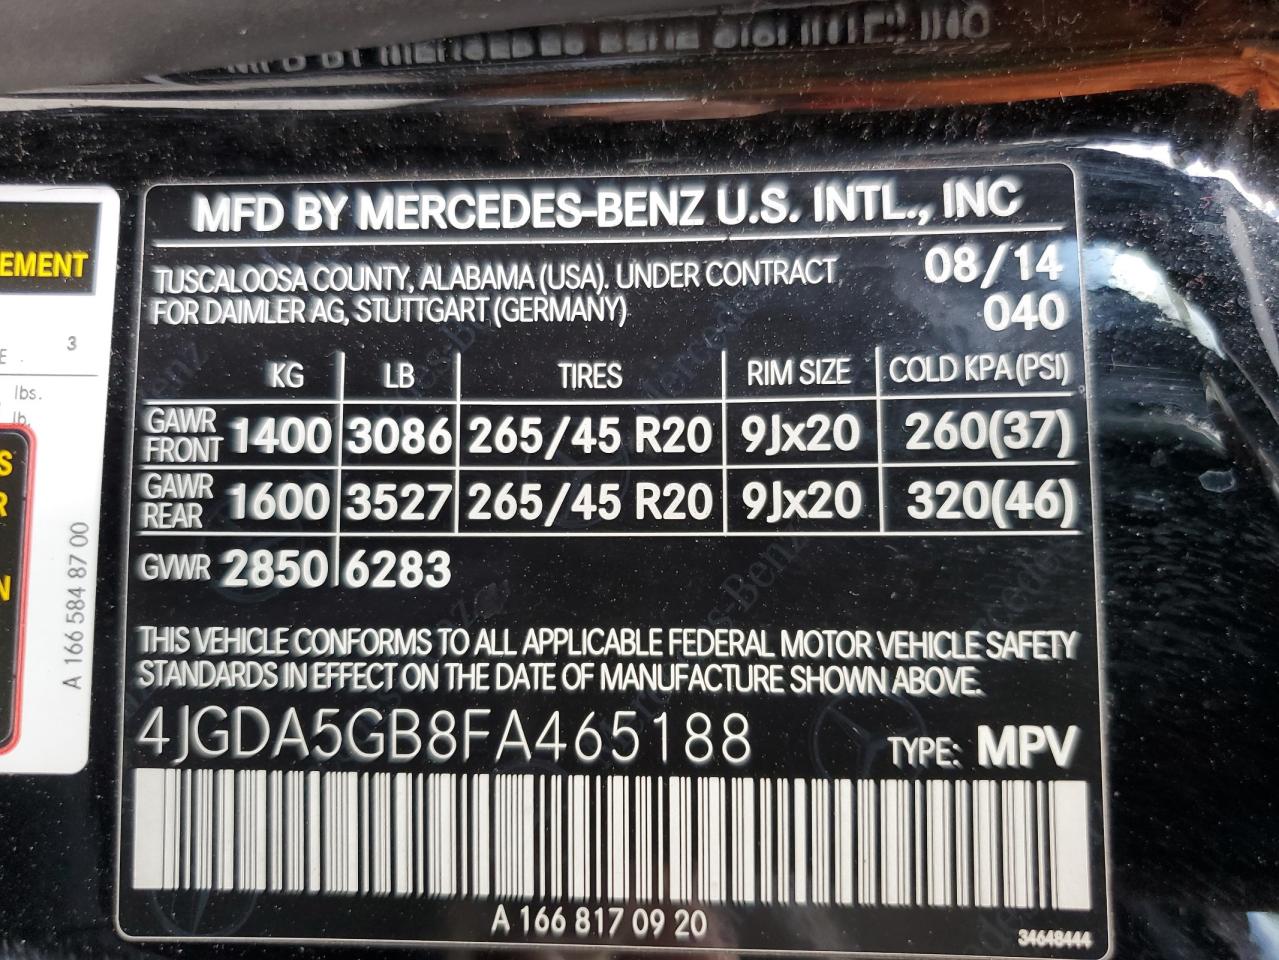 MFD BY MERCEDES-BENZ U.S. INTL., INC
TUSCALOOSA COUNTY, ALABAMA (USA). UNDER CONTRACT 08/14
FOR DAIMLER AG, STUTTGART (GERMANY) 040
KG LB TIRES RIM SIZE COLD KPA (PSI)
GAWR FRONT 1400 3086 265/45 R20 9Jx20 260(37)
GAWR REAR 1600 3527 265/45 R20 9Jx20 320(46)
GVWR 2850 6283
THIS VEHICLE CONFORMS TO ALL APPLICABLE FEDERAL MOTOR VEHICLE SAFETY
STANDARDS IN EFFECT ON THE DATE OF MANUFACTURE SHOWN ABOVE.
4JGDA5GB8FA465188 TYPE: MPV
A 166 817 09 20
34648444
EMENT
3
lbs.
lb.
A 166 584 87 00